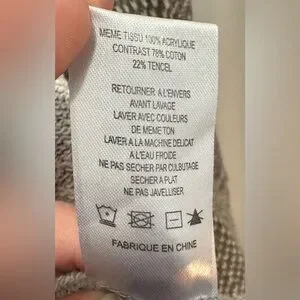 MEME TISSU 100% ACRYLIQUE
CONTRAST 78% COTON
22% TENCEL
RETOURNER A L'ENVERS
AVANT LAVAGE
LAVER AVEC COULEURS
DE MEME TON
LAVER A LA MACHINE DELICAT
A L'EAU FROIDE
NE PAS SECHER PAR CULBUTAGE
SECHER A PLAT
NE PAS JAVELLISER
FABRIQUE EN CHINE